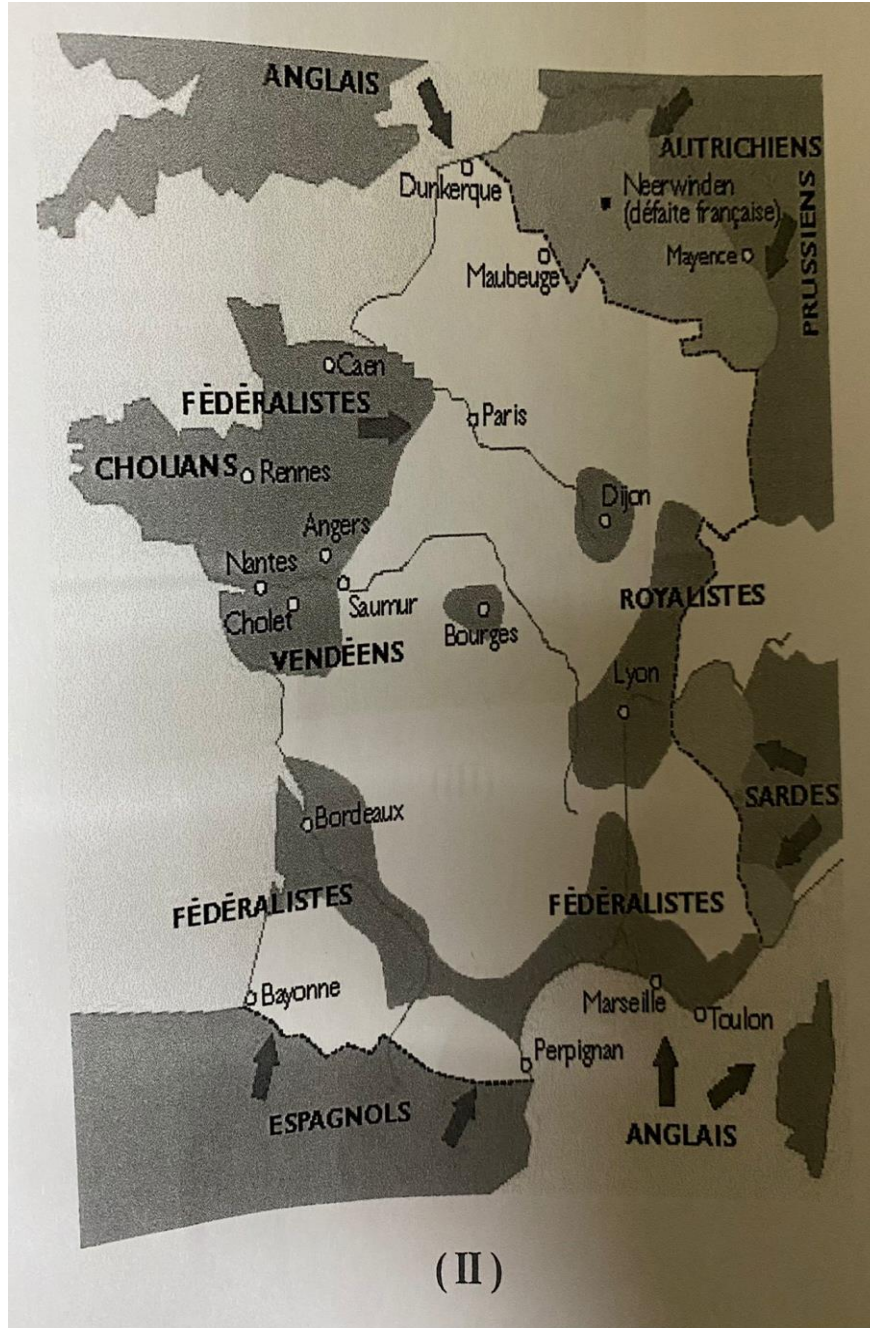 ANGLAIS
Dunkerque
AUTRICHIENS
Neerwinden
(défaite française)
Mayence
PRUSSIENS
Maubeuge
Caen
FÉDÉRALISTES
Paris
CHOUANS
Rennes
Dijon
Angers
Nantes
Saumur
Cholet
Bourges
ROYALISTES
VENDÉENS
Lyon
SARDES
Bordeaux
FÉDÉRALISTES
FÉDÉRALISTES
Bayonne
Marseille
Toulon
Perpignan
ESPAGNOLS
ANGLAIS
(II)